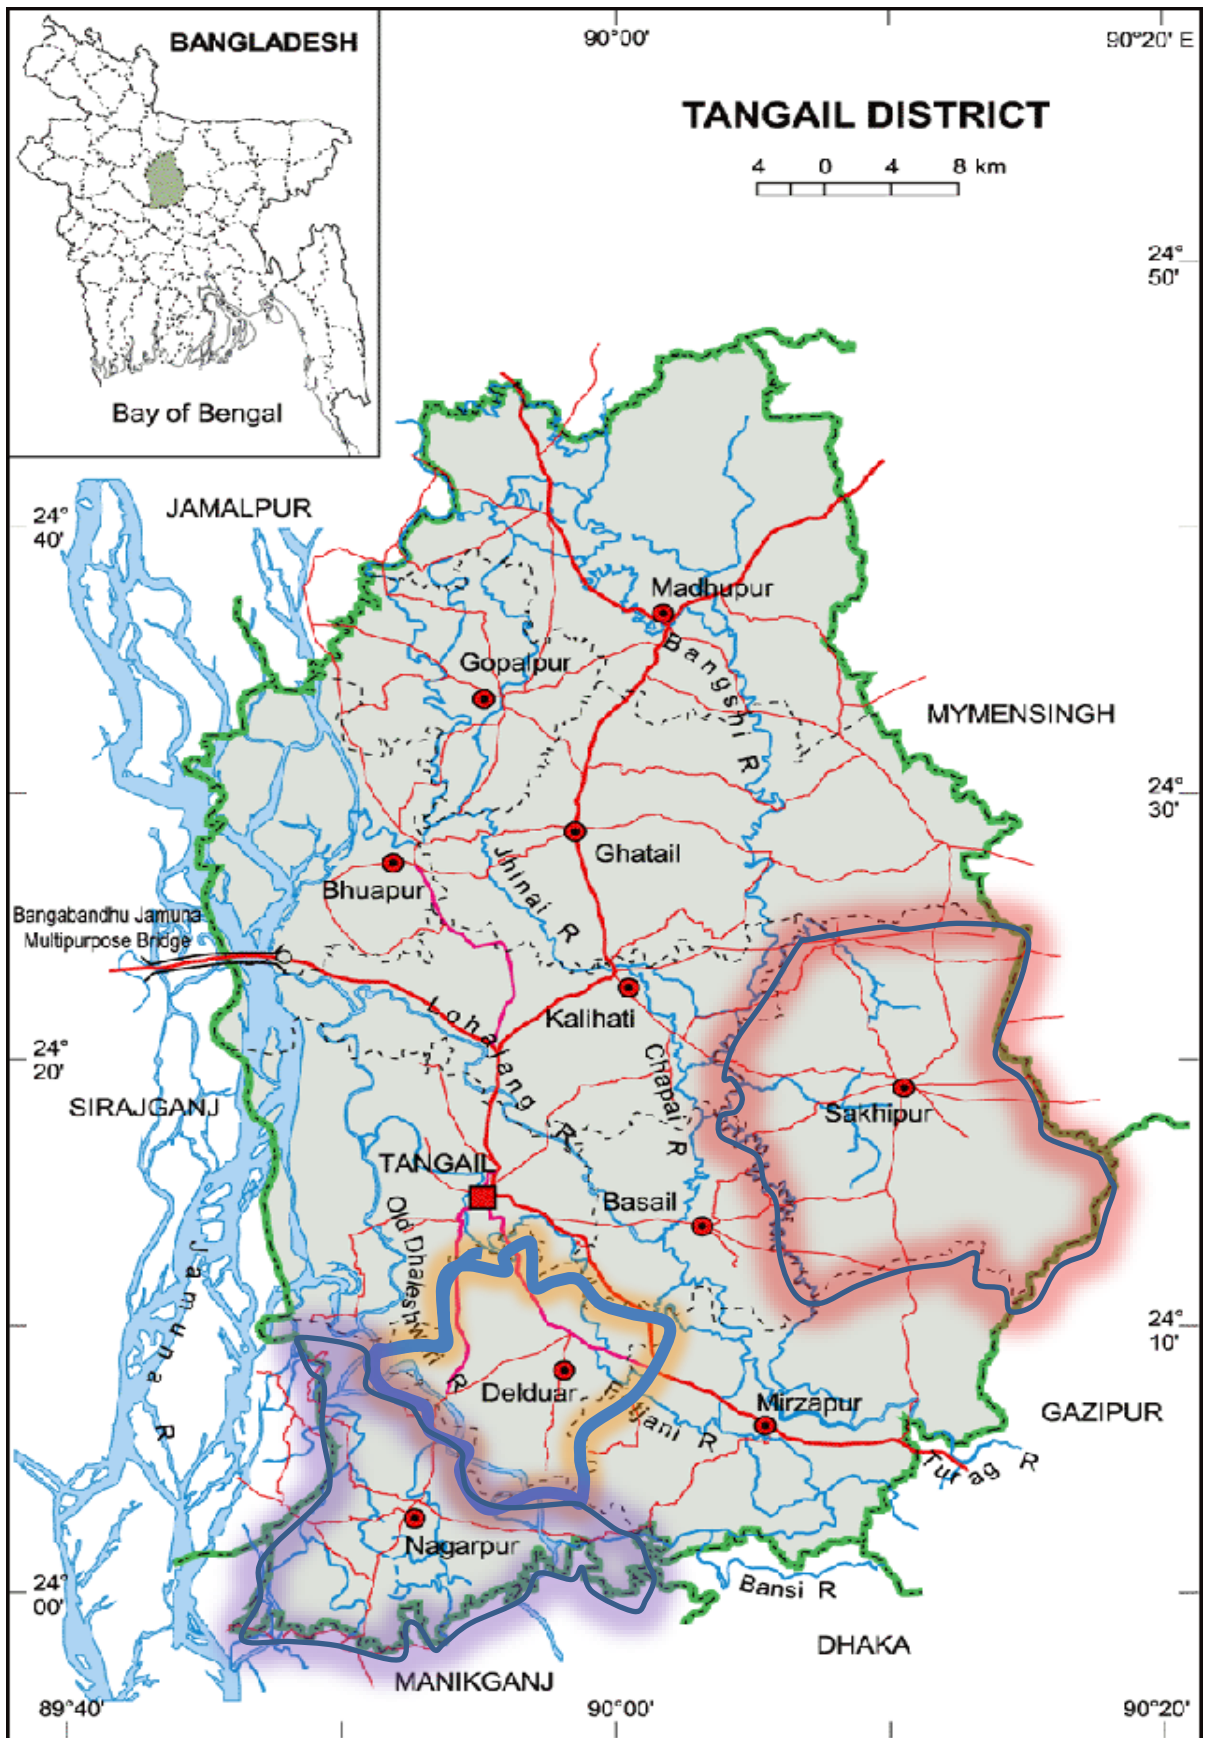 BANGLADESH
Bay of Bengal
90°00'
90°20' E
TANGAIL DISTRICT
4 0 4 8 km
24°
50'
JAMALPUR
24°
40'
Madhupur
Bangshi R
Gopalpur
MYMENSINGH
24°
30'
Ghatail
Jhinai R
Bhuapur
Bangabandhu Jamuna
Multipurpose Bridge
Kalihati
Lohajang R
Chapai R
24°
20'
SIRAJGANJ
Sakhipur
TANGAIL
Basail
Old Dhaleshwri R
Jamuna R
24°
10'
Delduar
Mirzapur
GAZIPUR
jani R
Turag R
Nagarpur
24°
00'
Bansi R
DHAKA
MANIKGANJ
89°40'
90°00'
90°20'